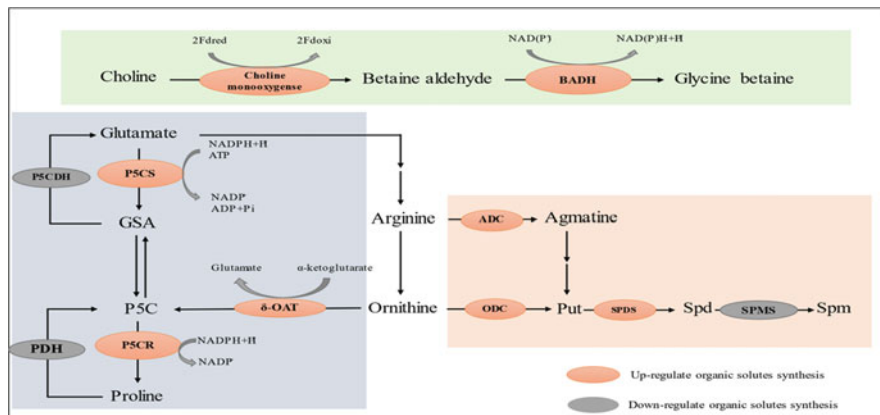 2Fdred 2Fdoxi NAD(P)⁺ NAD(P)H+H⁺
Choline Choline Betaine aldehyde BADH Glycine betaine
monooxygense
Glutamate
NADPH+H⁺
ATP
P5CDH P5CS
NADP⁺
ADP+Pi
GSA Arginine ADC Agmatine
Glutamate α-ketoglutarate
P5C δ-OAT Ornithine ODC Put SPDS Spd SPMS Spm
PDH P5CR NADPH+H⁺
NADP⁺
Proline
Up-regulate organic solutes synthesis
Down-regulate organic solutes synthesis